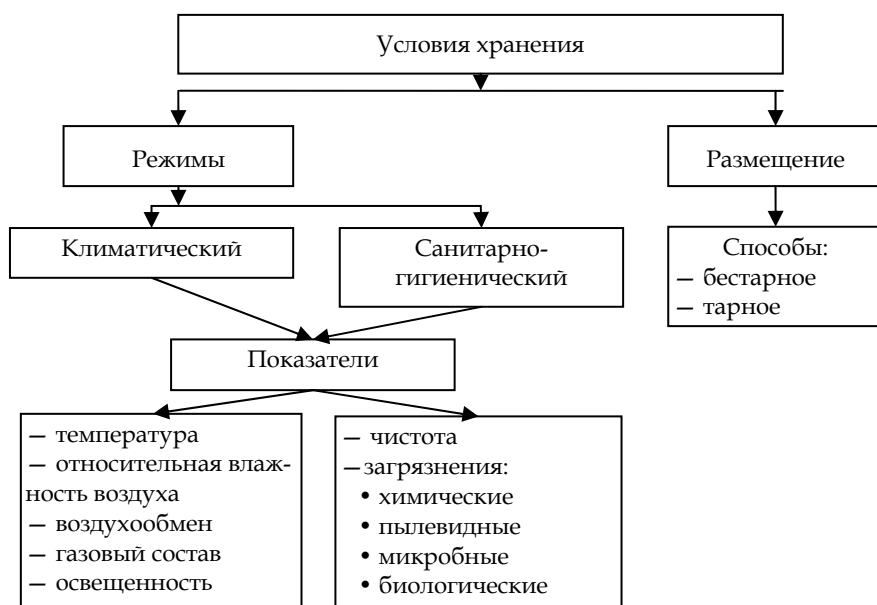 Условия хранения
Режимы
Размещение
Климатический
Санитарно-
гигиенический
Способы:
— бестарное
— тарное
Показатели
— температура
— относительная влаж-
ность воздуха
— воздухообмен
— газовый состав
— освещенность
— чистота
— загрязнения:
• химические
• пылевидные
• микробные
• биологические